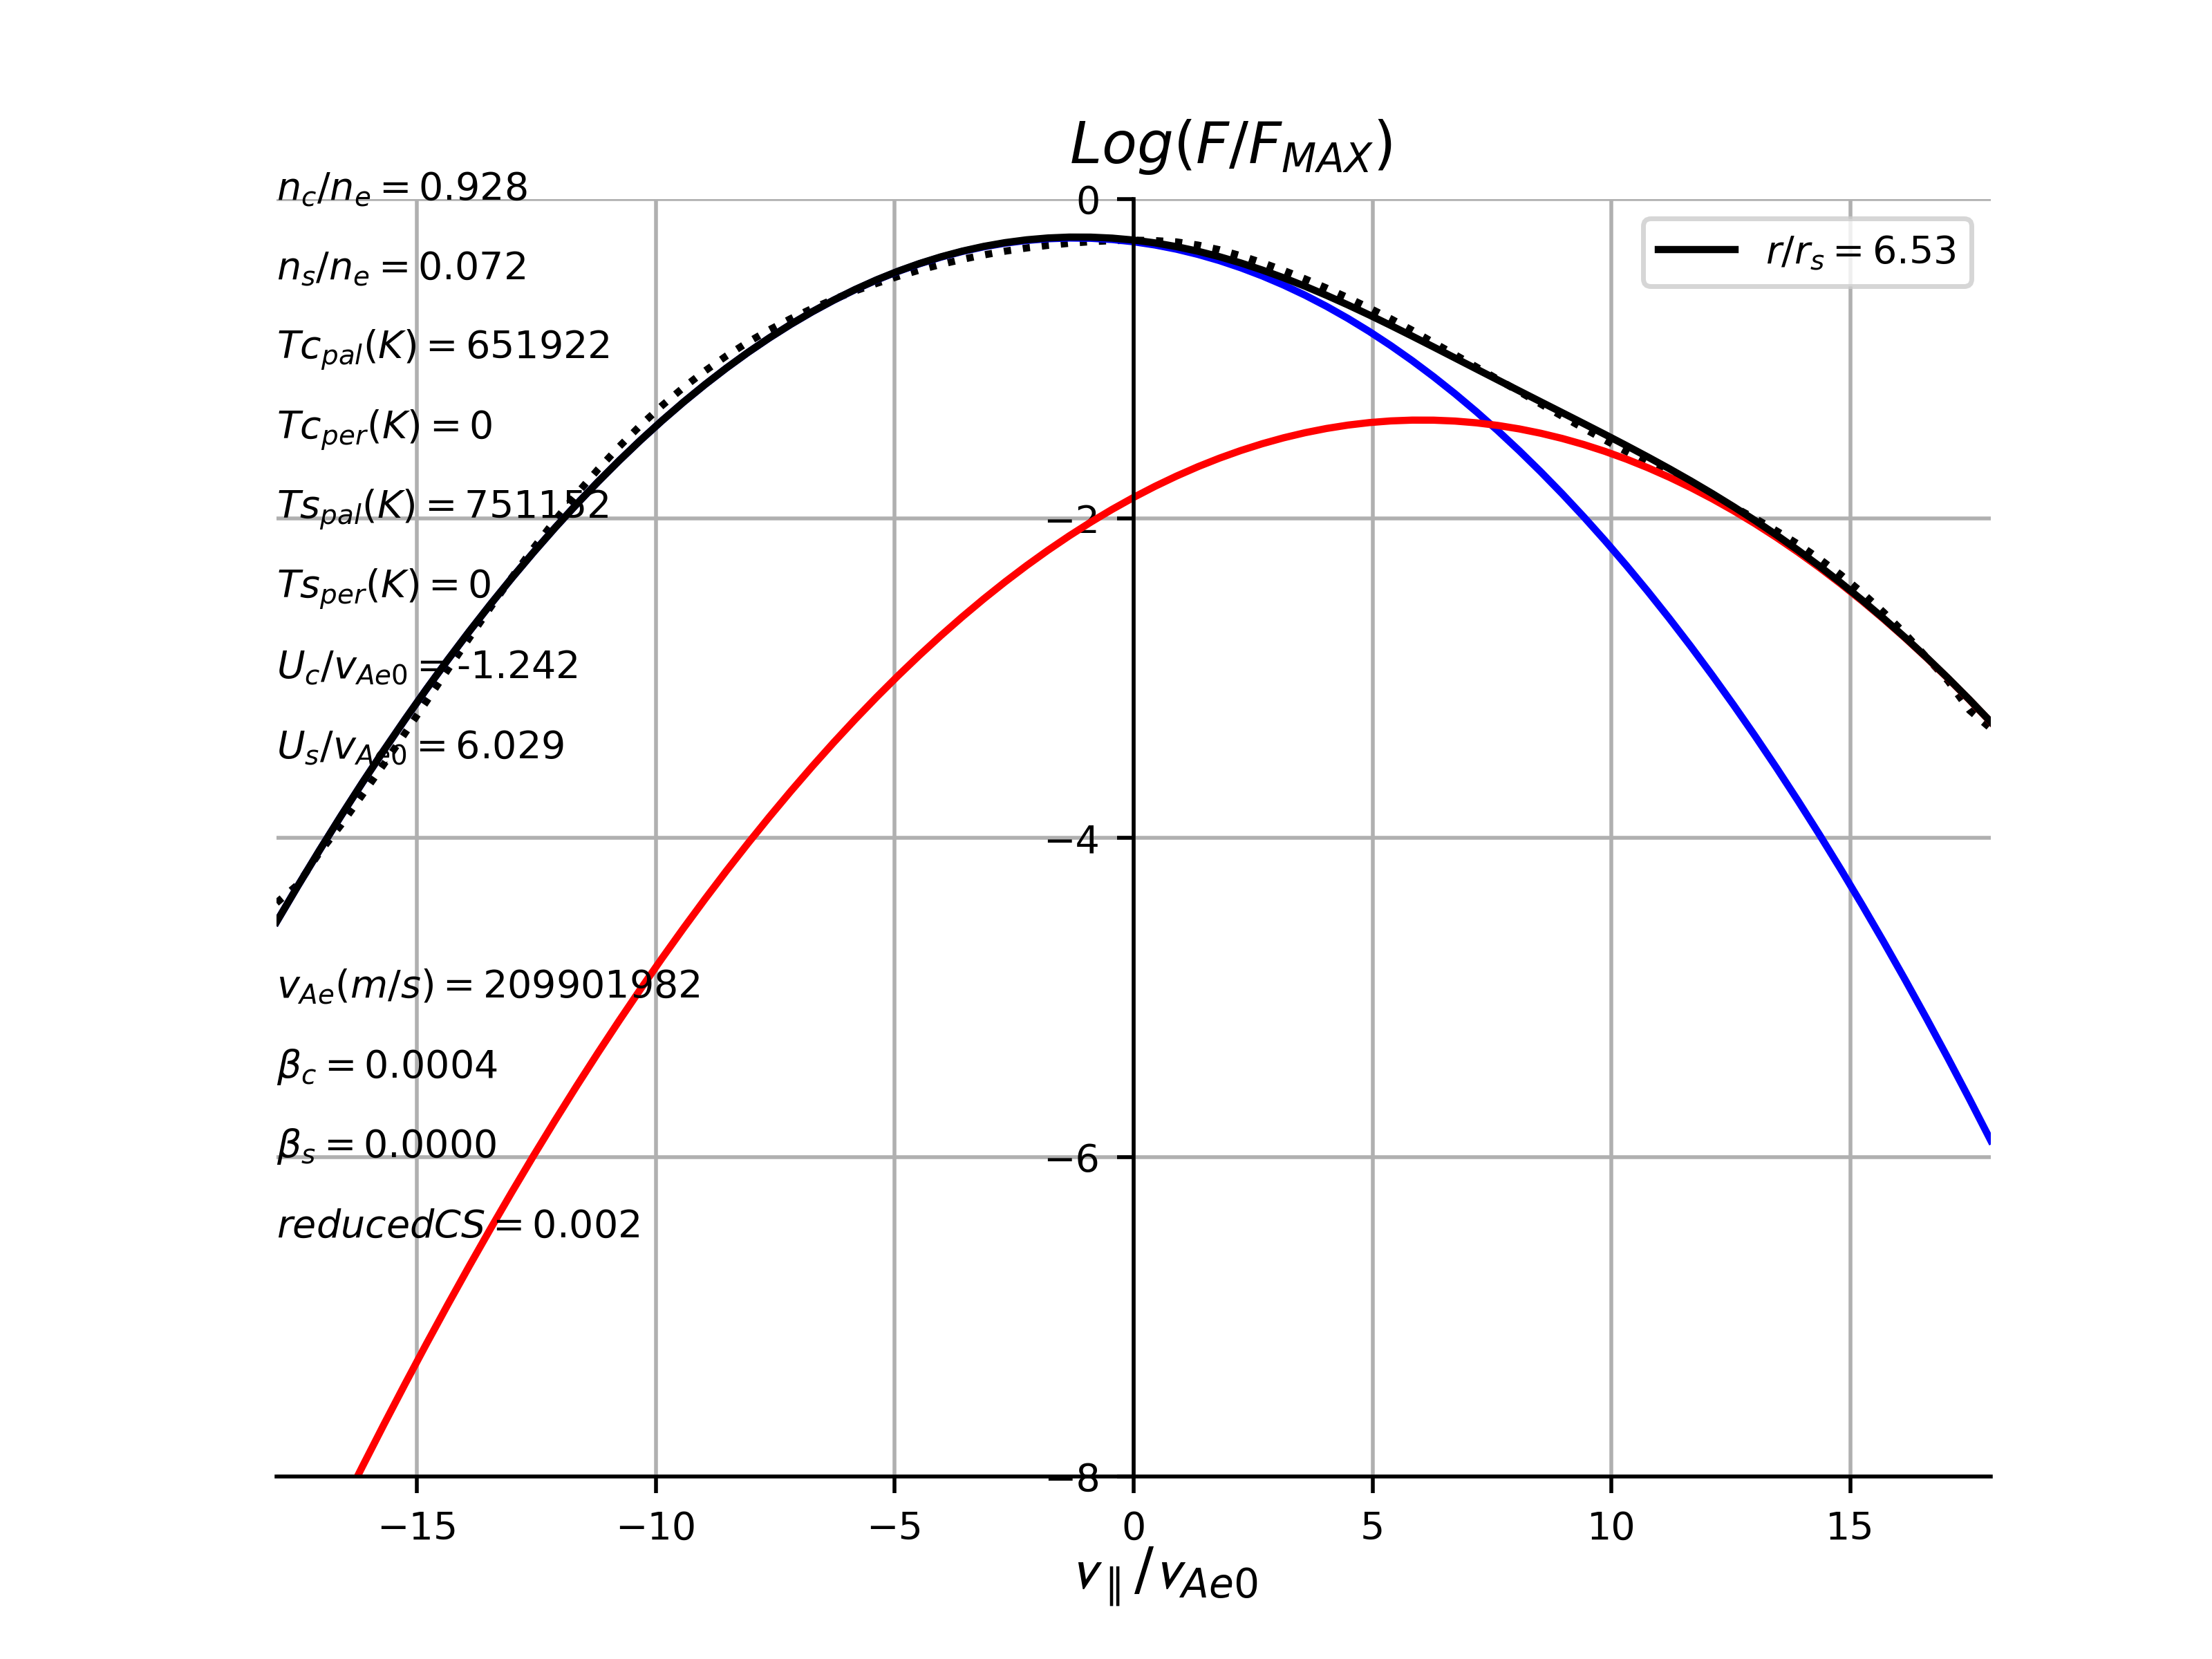 Log(F/F_MAX)
n_c/n_e = 0.928
0
r/r_s = 6.53
n_s/n_e = 0.072
Tc_pal(K) = 651922
Tc_per(K) = 0
Ts_pal(K) = 751152
−2
Ts_per(K) = 0
U_c/v_Ae0 = -1.242
U_s/v_Ae0 = 6.029
−4
v_Ae(m/s) = 209901982
β_c = 0.0004
β_s = 0.0000
−6
reducedCS = 0.002
−8
−15 −10 −5 0 5 10 15
v_∥/v_Ae0